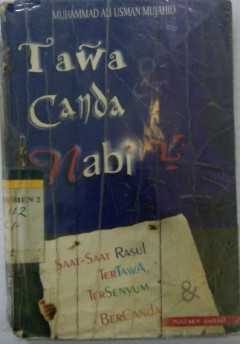 MUHAMMAD ALI USMAN MUJAHID
Tawa
Canda
Nabi
SAAT-SAAT RASUL
TERTAWA,
TERSENYUM
&
BERCANDA